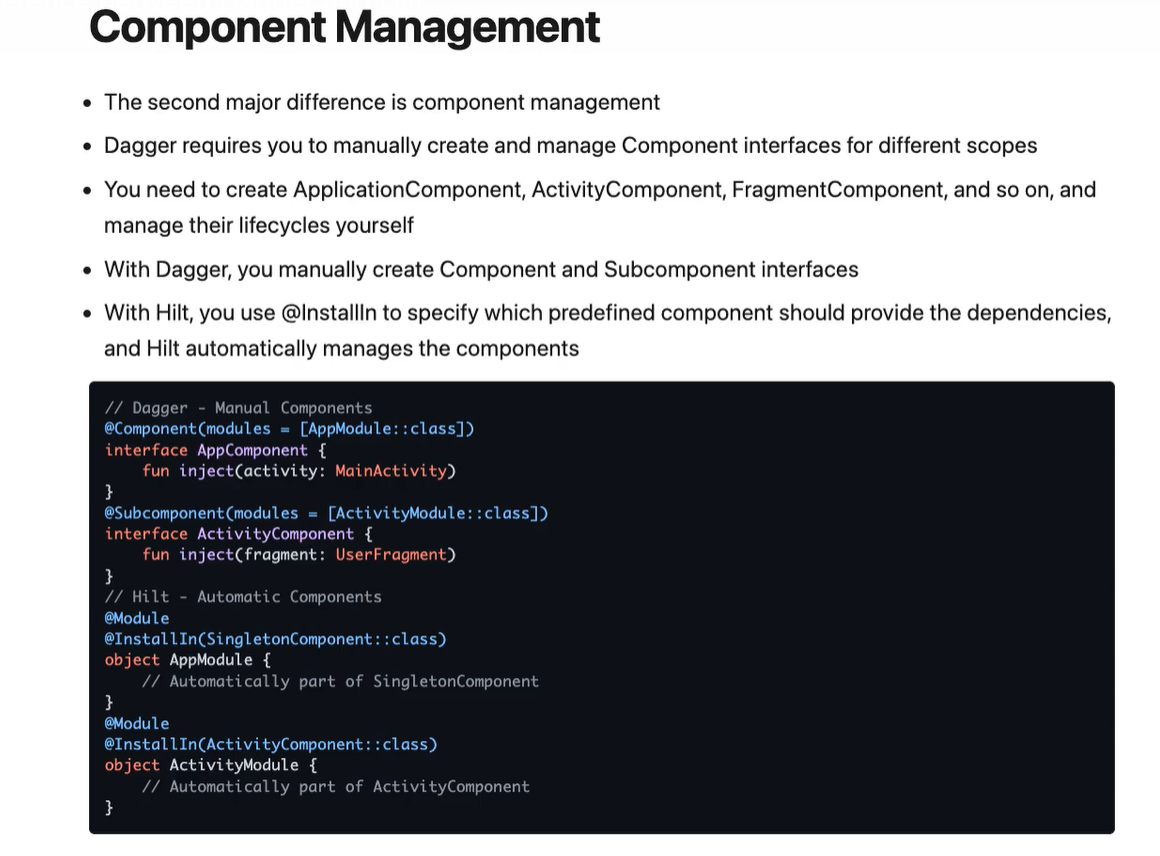 Component Management
• The second major difference is component management
• Dagger requires you to manually create and manage Component interfaces for different scopes
• You need to create ApplicationComponent, ActivityComponent, FragmentComponent, and so on, and
manage their lifecycles yourself
• With Dagger, you manually create Component and Subcomponent interfaces
• With Hilt, you use @InstallIn to specify which predefined component should provide the dependencies,
and Hilt automatically manages the components
// Dagger - Manual Components
@Component(modules = [AppModule::class])
interface AppComponent {
    fun inject(activity: MainActivity)
}
@Subcomponent(modules = [ActivityModule::class])
interface ActivityComponent {
    fun inject(fragment: UserFragment)
}
// Hilt - Automatic Components
@Module
@InstallIn(SingletonComponent::class)
object AppModule {
    // Automatically part of SingletonComponent
}
@Module
@InstallIn(ActivityComponent::class)
object ActivityModule {
    // Automatically part of ActivityComponent
}